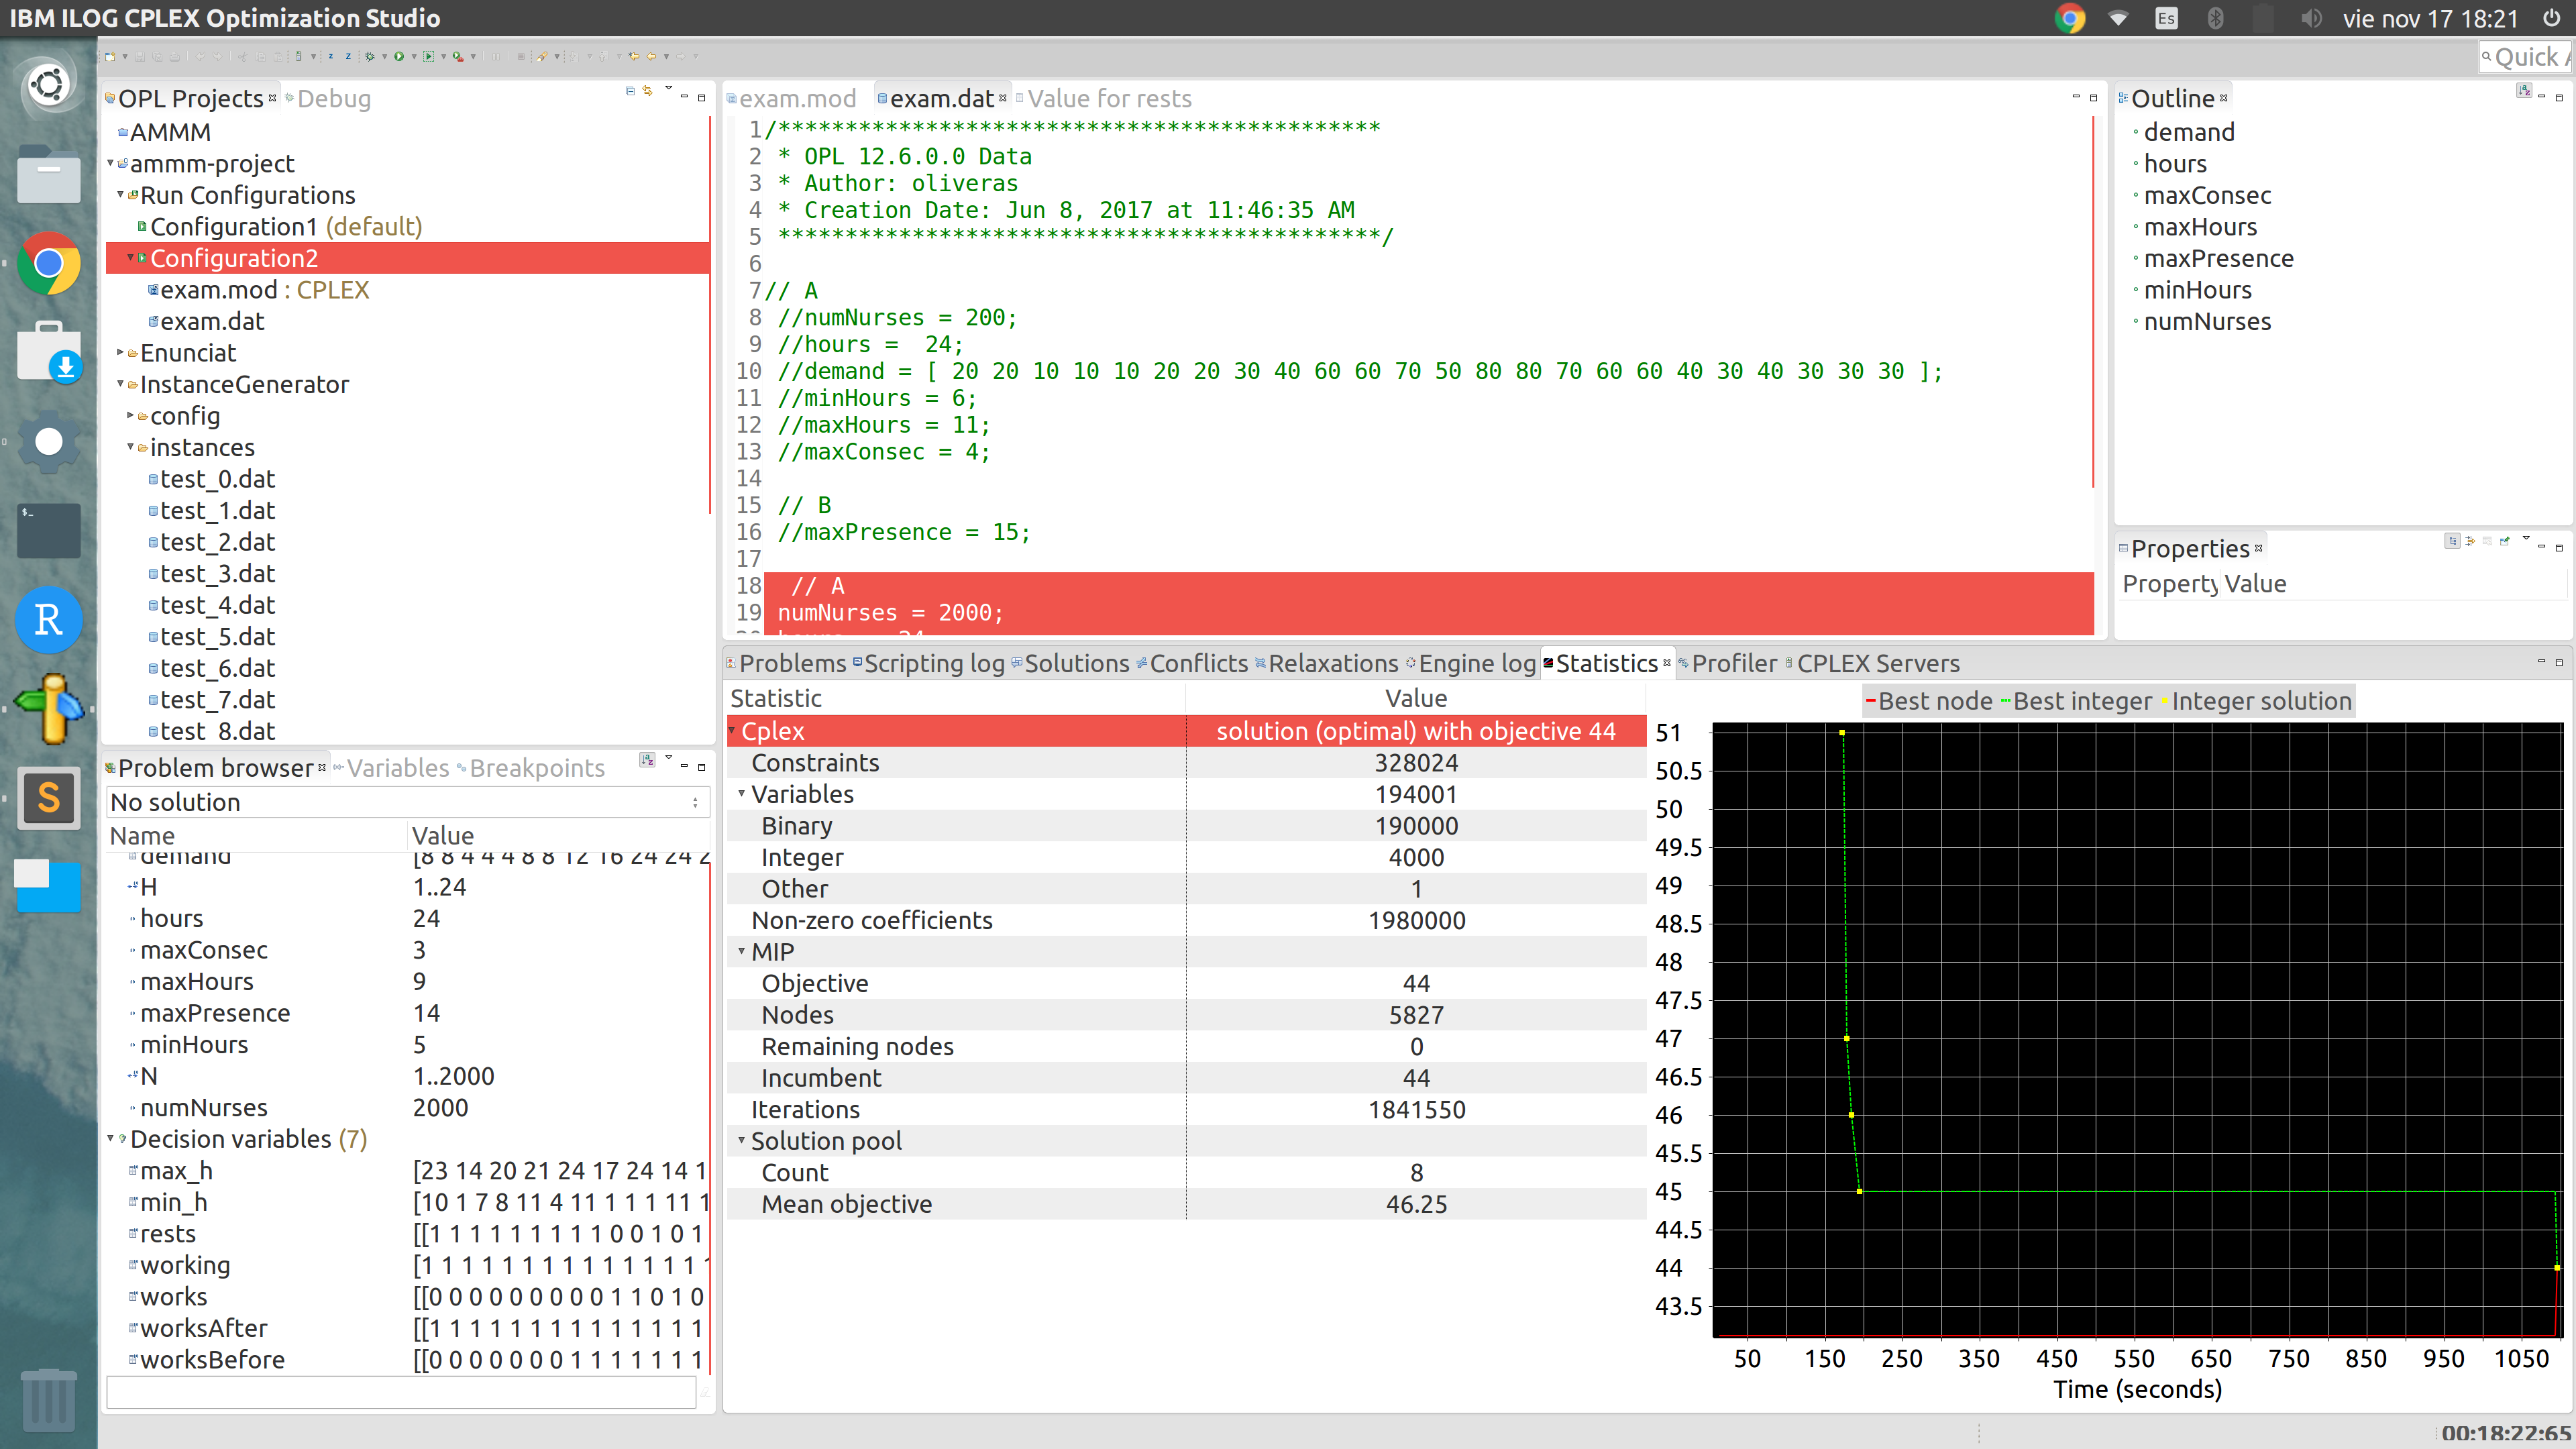 IBM ILOG CPLEX Optimization Studio
Es
vie nov 17 18:21
Quick
OPL Projects
Debug
AMMM
ammm-project
Run Configurations
Configuration1 (default)
Configuration2
exam.mod : CPLEX
exam.dat
Enunciat
InstanceGenerator
config
instances
test_0.dat
test_1.dat
test_2.dat
test_3.dat
test_4.dat
test_5.dat
test_6.dat
test_7.dat
test_8.dat
exam.mod
exam.dat
Value for rests
1 /*********************************************
2 * OPL 12.6.0.0 Data
3 * Author: oliveras
4 * Creation Date: Jun 8, 2017 at 11:46:35 AM
5 *********************************************/
6
7 // A
8 //numNurses = 200;
9 //hours =  24;
10 //demand = [ 20 20 10 10 10 20 20 30 40 60 60 70 50 80 80 70 60 60 40 30 40 30 30 30 ];
11 //minHours = 6;
12 //maxHours = 11;
13 //maxConsec = 4;
14
15 // B
16 //maxPresence = 15;
17
18 // A
19 numNurses = 2000;
Outline
demand
hours
maxConsec
maxHours
maxPresence
minHours
numNurses
Properties
Property Value
Problem browser
Variables
Breakpoints
No solution
Name Value
demand [8 8 4 4 4 8 8 12 16 24 24 2
H 1..24
hours 24
maxConsec 3
maxHours 9
maxPresence 14
minHours 5
N 1..2000
numNurses 2000
Decision variables (7)
max_h [23 14 20 21 24 17 24 14 1
min_h [10 1 7 8 11 4 11 1 1 1 11 1
rests [[1 1 1 1 1 1 1 1 1 0 0 1 0 1
working [1 1 1 1 1 1 1 1 1 1 1 1 1 1 1
works [[0 0 0 0 0 0 0 0 0 1 1 0 1 0
worksAfter [[1 1 1 1 1 1 1 1 1 1 1 1 1 1
worksBefore [[0 0 0 0 0 0 0 1 1 1 1 1 1 1
Problems
Scripting log
Solutions
Conflicts
Relaxations
Engine log
Statistics
Profiler
CPLEX Servers
Statistic Value
Cplex solution (optimal) with objective 44
Constraints 328024
Variables 194001
Binary 190000
Integer 4000
Other 1
Non-zero coefficients 1980000
MIP
Objective 44
Nodes 5827
Remaining nodes 0
Incumbent 44
Iterations 1841550
Solution pool
Count 8
Mean objective 46.25
Best node Best integer Integer solution
51
50.5
50
49.5
49
48.5
48
47.5
47
46.5
46
45.5
45
44.5
44
43.5
50 150 250 350 450 550 650 750 850 950 1050
Time (seconds)
00:18:22:65
R
S